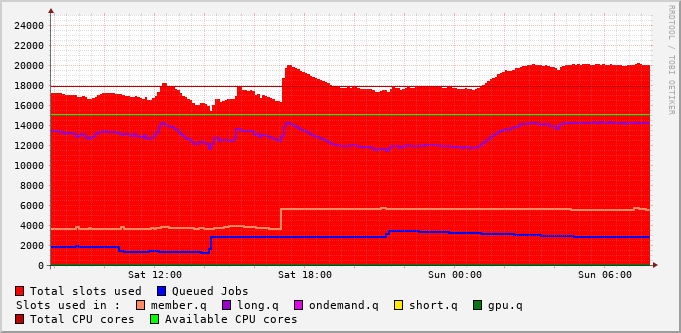 24000
22000
20000
18000
16000
14000
12000
10000
8000
6000
4000
2000
0
Sat 12:00 Sat 18:00 Sun 00:00 Sun 06:00
RRDTOOL / TOBI OETIKER
Total slots used Queued Jobs
Slots used in : member.q long.q ondemand.q short.q gpu.q
Total CPU cores Available CPU cores